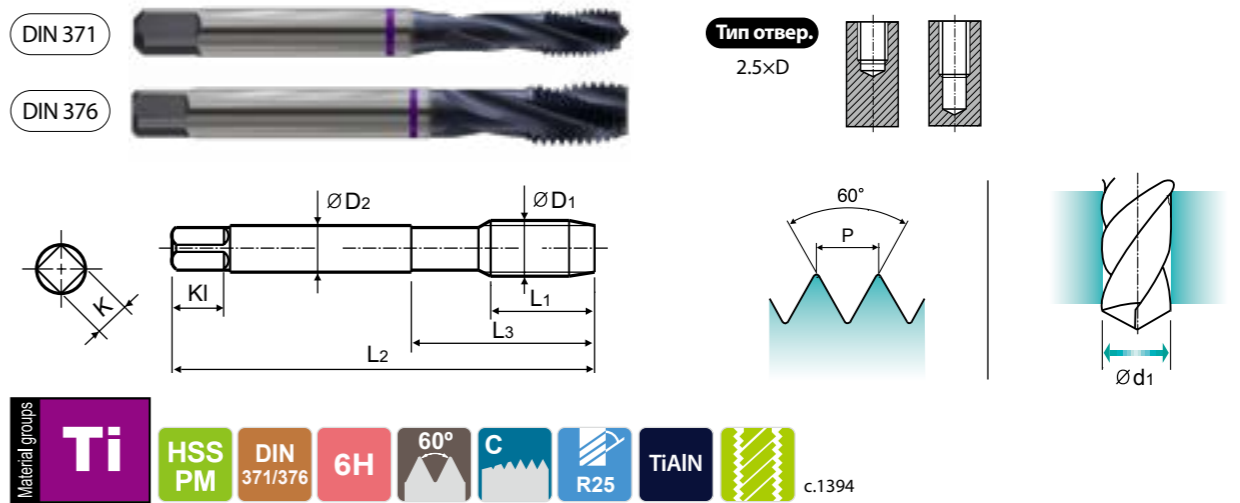 DIN 371
DIN 376
Тип отвер.
2.5×D
ØD2
ØD1
K
Kl
L1
L3
L2
60°
P
Ød1
Material groups
Ti
HSS
PM
DIN
371/376
6H
60º
C
R25
TiAlN
c.1394